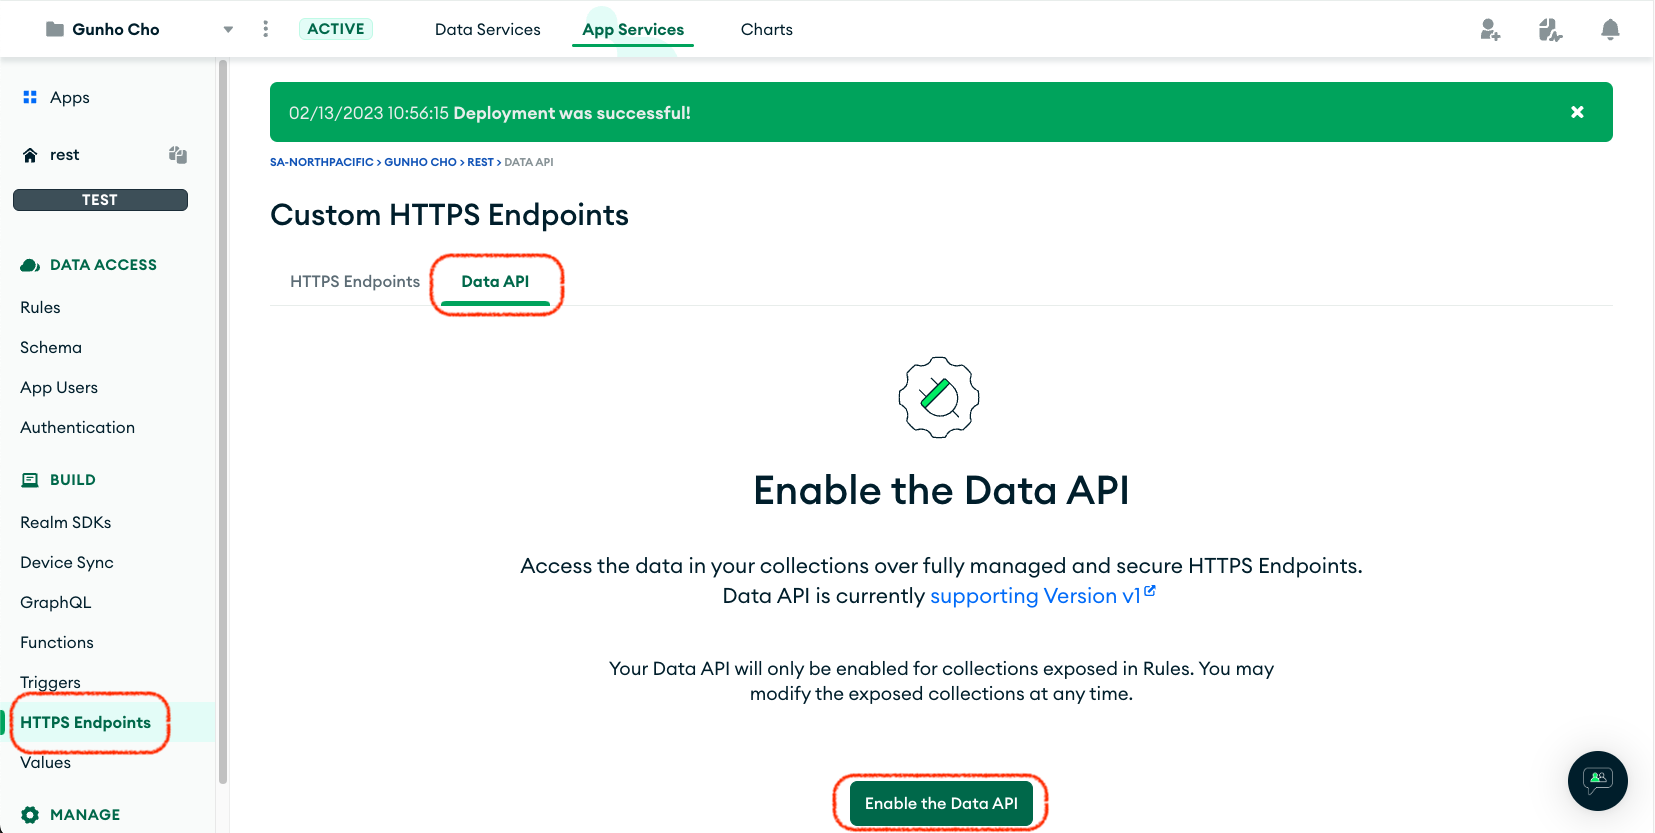 Gunho Cho
ACTIVE
Data Services
App Services
Charts
Apps
rest
TEST
DATA ACCESS
Rules
Schema
App Users
Authentication
BUILD
Realm SDKs
Device Sync
GraphQL
Functions
Triggers
HTTPS Endpoints
Values
MANAGE
02/13/2023 10:56:15 Deployment was successful!
SA-NORTHPACIFIC > GUNHO CHO > REST > DATA API
Custom HTTPS Endpoints
HTTPS Endpoints
Data API
Enable the Data API
Access the data in your collections over fully managed and secure HTTPS Endpoints.
Data API is currently supporting Version v1
Your Data API will only be enabled for collections exposed in Rules. You may
modify the exposed collections at any time.
Enable the Data API